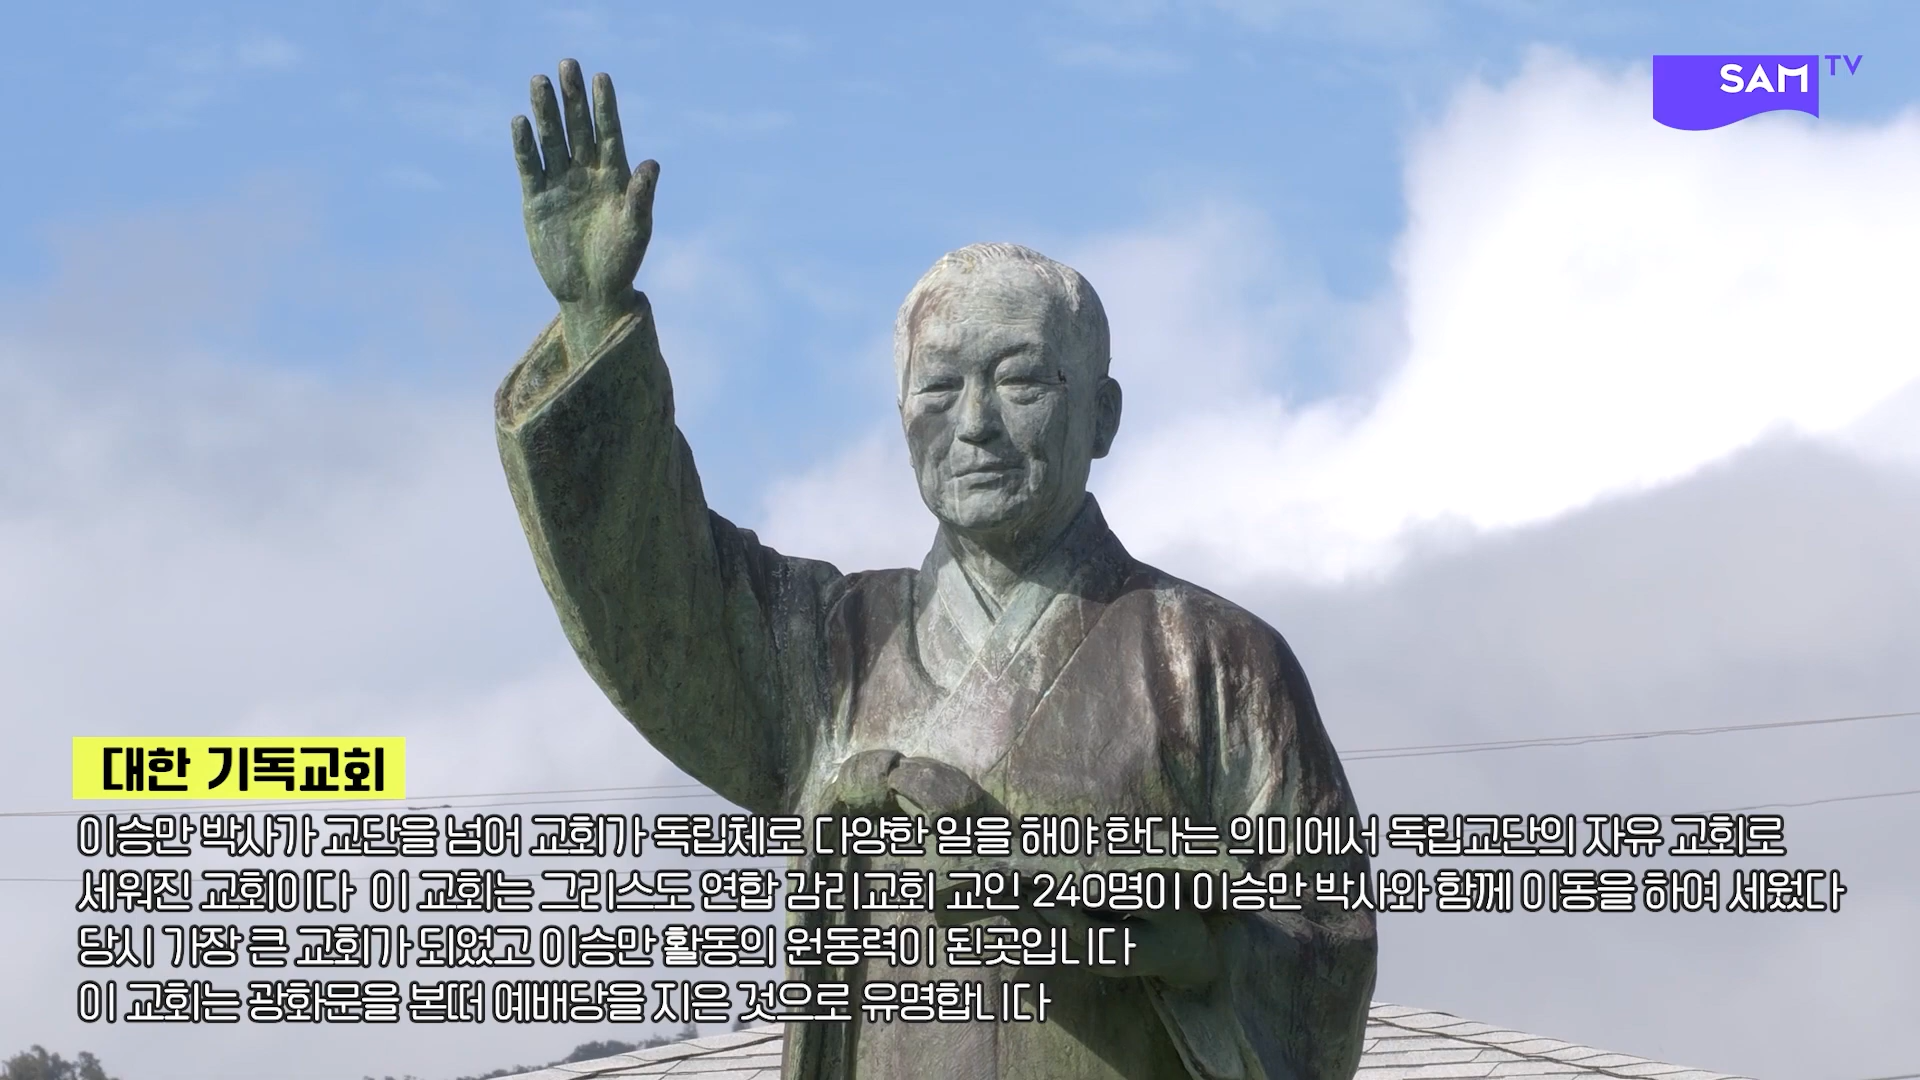 SAM TV
대한 기독교회
이승만 박사가 교단을 넘어 교회가 독립체로 다양한 일을 해야 한다는 의미에서 독립교단의 자유 교회로
세워진 교회이다 이 교회는 그리스도 연합 감리교회 교인 240명이 이승만 박사와 함께 이동을 하여 세웠다
당시 가장 큰 교회가 되었고 이승만 활동의 원동력이 된곳입니다
이 교회는 광화문을 본떠 예배당을 지은 것으로 유명합니다